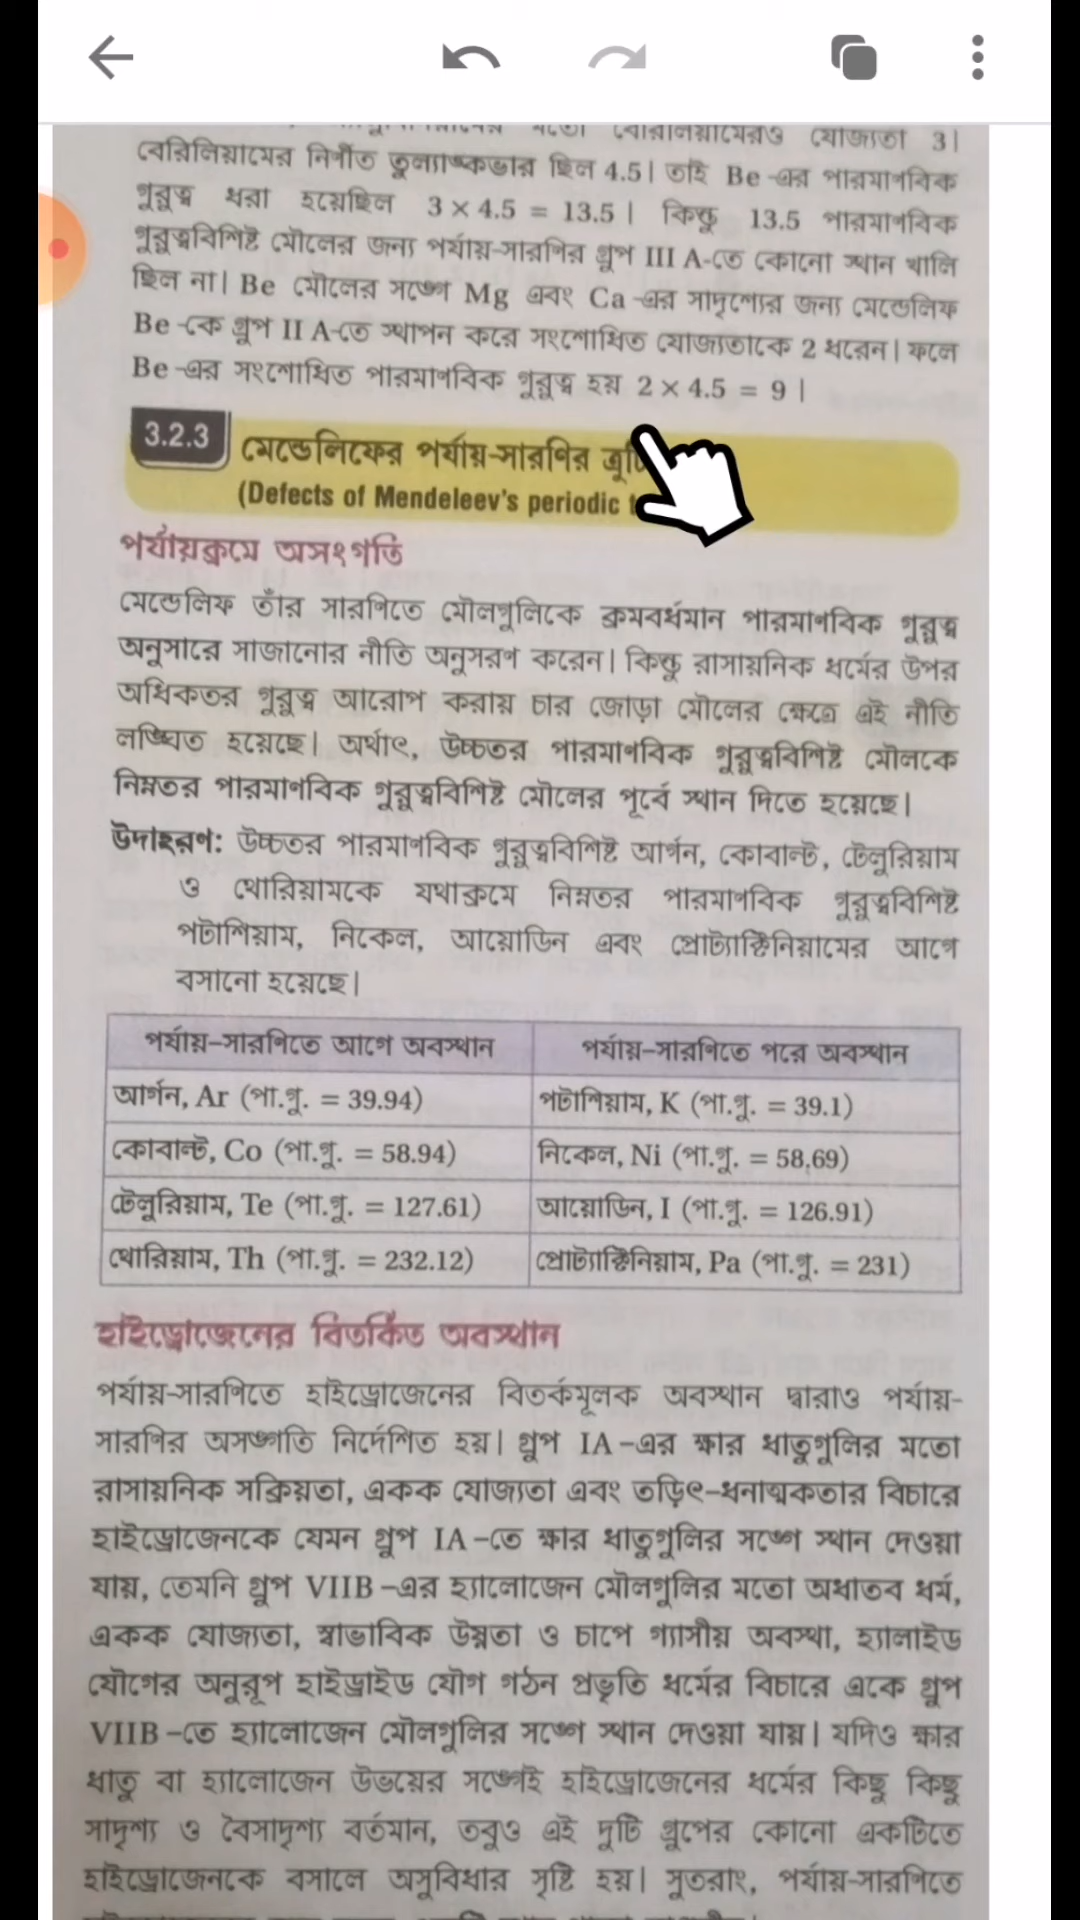 যোজ্যতা 3।
বেরিলিয়ামের নির্ণীত তুল্যাঙ্কভার ছিল 4.5। তাই Be-এর পারমাণবিক
গুরুত্ব ধরা হয়েছিল 3 × 4.5 = 13.5 । কিন্তু 13.5 পারমাণবিক
গুরুত্ববিশিষ্ট মৌলের জন্য পর্যায়-সারণির গ্রুপ III A-তে কোনো স্থান খালি
ছিল না। Be মৌলের সঙ্গে Mg এবং Ca-এর সাদৃশ্যের জন্য মেন্ডেলিফ
Be-কে গ্রুপ II A-তে স্থাপন করে সংশোধিত যোজ্যতাকে 2 ধরেন। ফলে
Be-এর সংশোধিত পারমাণবিক গুরুত্ব হয় 2 × 4.5 = 9 ।
3.2.3 মেন্ডেলিফের পর্যায়-সারণির
(Defects of Mendeleev's periodic
পর্যায়ক্রমে অসংগতি
মেন্ডেলিফ তাঁর সারণিতে মৌলগুলিকে ক্রমবর্ধমান পারমাণবিক গুরুত্ব
অনুসারে সাজানোর নীতি অনুসরণ করেন। কিন্তু রাসায়নিক ধর্মের উপর
অধিকতর গুরুত্ব আরোপ করায় চার জোড়া মৌলের ক্ষেত্রে এই নীতি
লঙ্ঘিত হয়েছে। অর্থাৎ, উচ্চতর পারমাণবিক গুরুত্ববিশিষ্ট মৌলকে
নিম্নতর পারমাণবিক গুরুত্ববিশিষ্ট মৌলের পূর্বে স্থান দিতে হয়েছে।
উদাহরণ: উচ্চতর পারমাণবিক গুরুত্ববিশিষ্ট আর্গন, কোবাল্ট, টেলুরিয়াম
ও থোরিয়ামকে যথাক্রমে নিম্নতর পারমাণবিক গুরুত্ববিশিষ্ট
পটাশিয়াম, নিকেল, আয়োডিন এবং প্রোট্যাক্টিনিয়ামের আগে
বসানো হয়েছে।
পর্যায়-সারণিতে আগে অবস্থান পর্যায়-সারণিতে পরে অবস্থান
আর্গন, Ar (পা.গু. = 39.94) পটাশিয়াম, K (পা.গু. = 39.1)
কোবাল্ট, Co (পা.গু. = 58.94) নিকেল, Ni (পা.গু. = 58.69)
টেলুরিয়াম, Te (পা.গু. = 127.61) আয়োডিন, I (পা.গু. = 126.91)
থোরিয়াম, Th (পা.গু. = 232.12) প্রোট্যাক্টিনিয়াম, Pa (পা.গু. = 231)
হাইড্রোজেনের বিতর্কিত অবস্থান
পর্যায়-সারণিতে হাইড্রোজেনের বিতর্কমূলক অবস্থান দ্বারাও পর্যায়-
সারণির অসঙ্গতি নির্দেশিত হয়। গ্রুপ IA-এর ক্ষার ধাতুগুলির মতো
রাসায়নিক সক্রিয়তা, একক যোজ্যতা এবং তড়িৎ-ধনাত্মকতার বিচারে
হাইড্রোজেনকে যেমন গ্রুপ IA-তে ক্ষার ধাতুগুলির সঙ্গে স্থান দেওয়া
যায়, তেমনি গ্রুপ VIIB-এর হ্যালোজেন মৌলগুলির মতো অধাতব ধর্ম,
একক যোজ্যতা, স্বাভাবিক উষ্ণতা ও চাপে গ্যাসীয় অবস্থা, হ্যালাইড
যৌগের অনুরূপ হাইড্রাইড যৌগ গঠন প্রভৃতি ধর্মের বিচারে একে গ্রুপ
VIIB-তে হ্যালোজেন মৌলগুলির সঙ্গে স্থান দেওয়া যায়। যদিও ক্ষার
ধাতু বা হ্যালোজেন উভয়ের সঙ্গেই হাইড্রোজেনের ধর্মের কিছু কিছু
সাদৃশ্য ও বৈসাদৃশ্য বর্তমান, তবুও এই দুটি গ্রুপের কোনো একটিতে
হাইড্রোজেনকে বসালে অসুবিধার সৃষ্টি হয়। সুতরাং, পর্যায়-সারণিতে